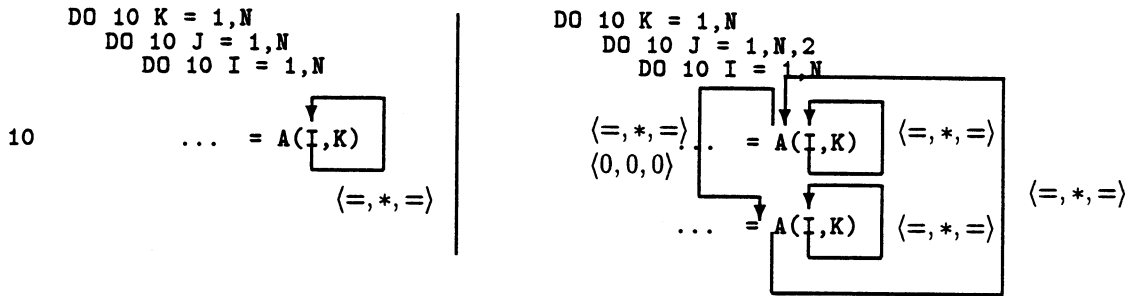 DO 10 K = 1,N
DO 10 J = 1,N
DO 10 I = 1,N
10 ... = A(I,K)
⟨=, *, =⟩
DO 10 K = 1,N
DO 10 J = 1,N,2
DO 10 I = 1,N
⟨=, *, =⟩
⟨0, 0, 0⟩
... = A(I,K) ⟨=, *, =⟩
... = A(I,K) ⟨=, *, =⟩
⟨=, *, =⟩